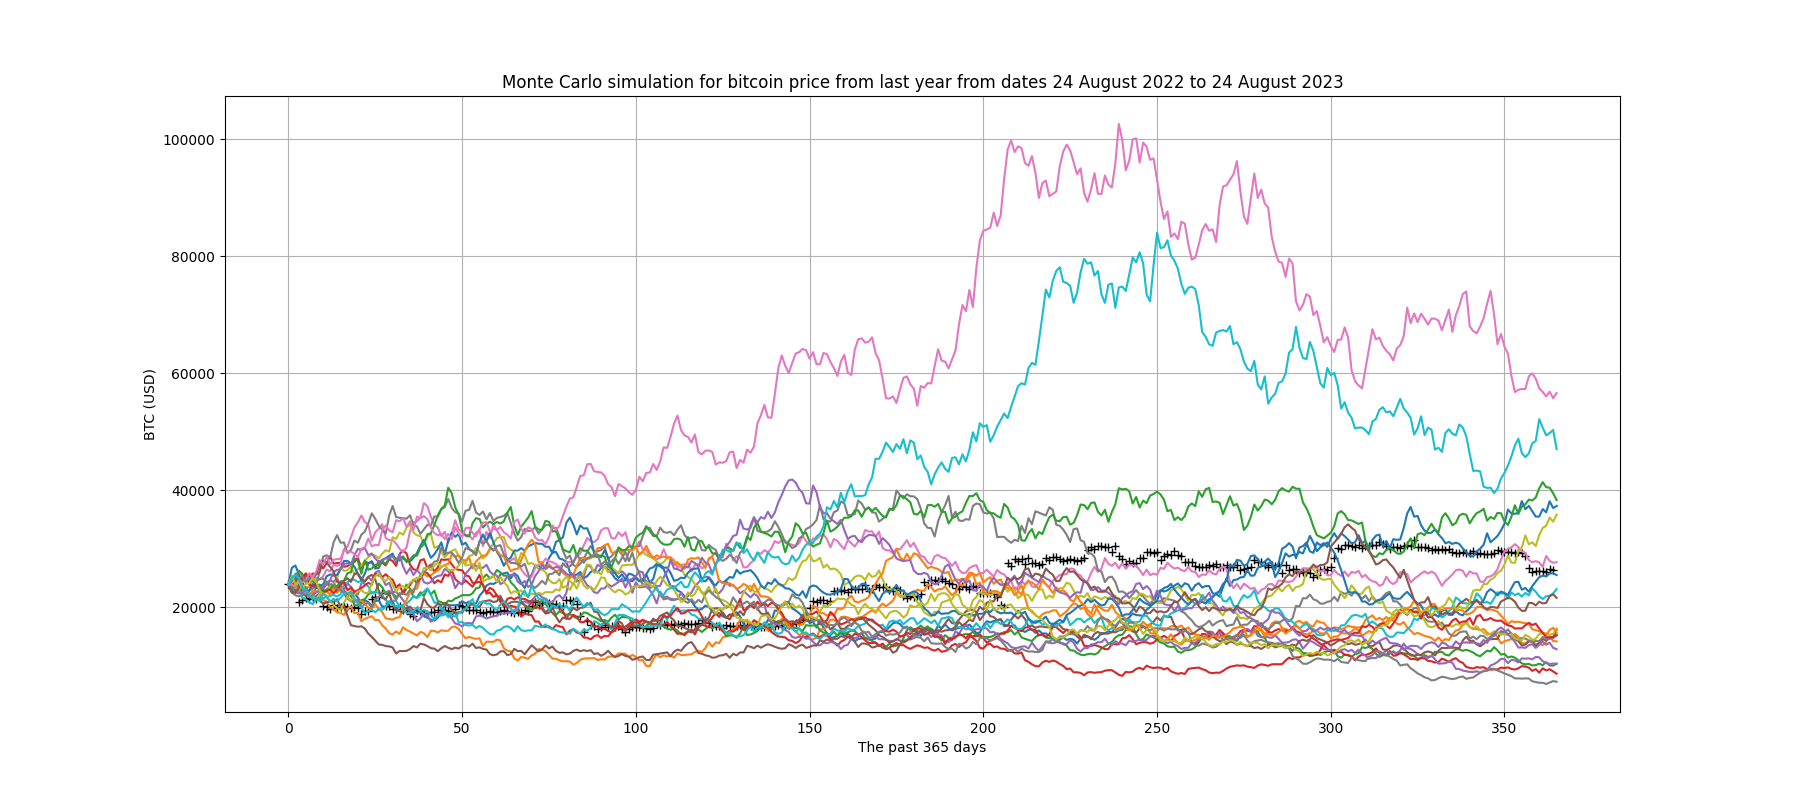 Monte Carlo simulation for bitcoin price from last year from dates 24 August 2022 to 24 August 2023
100000
80000
60000
40000
20000
BTC (USD)
0 50 100 150 200 250 300 350
The past 365 days